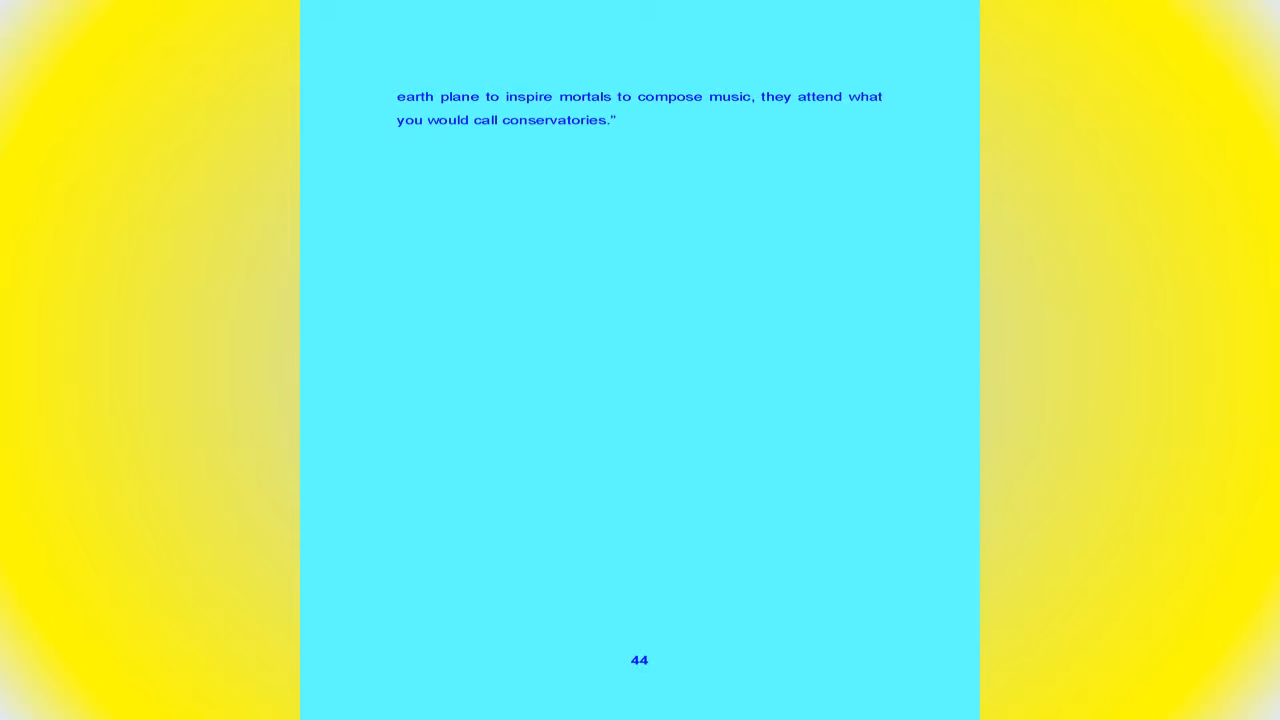 earth plane to inspire mortals to compose music, they attend what
you would call conservatories.”
44